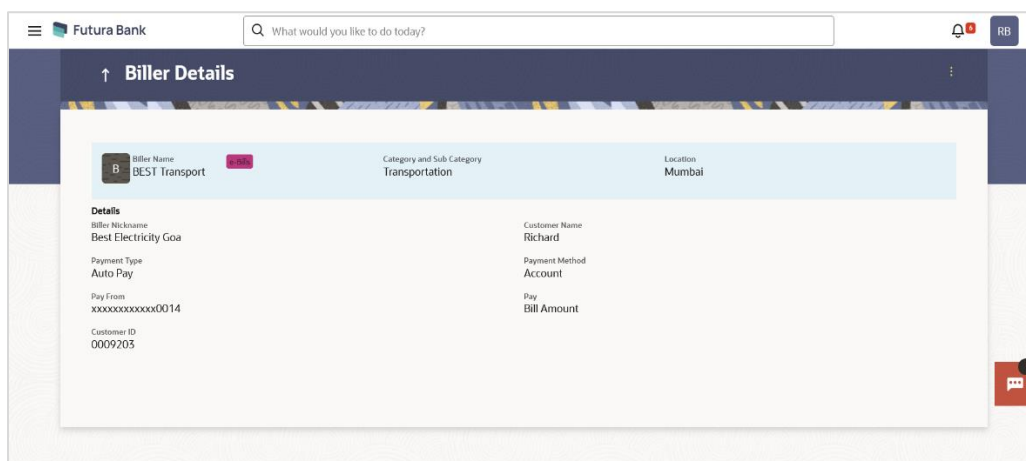 Futura Bank
What would you like to do today?
6
RB
↑ Biller Details
B
Biller Name
BEST Transport
e-Bills
Category and Sub Category
Transportation
Location
Mumbai
Details
Biller Nickname
Best Electricity Goa
Customer Name
Richard
Payment Type
Auto Pay
Payment Method
Account
Pay From
xxxxxxxxxxxx0014
Pay
Bill Amount
Customer ID
0009203